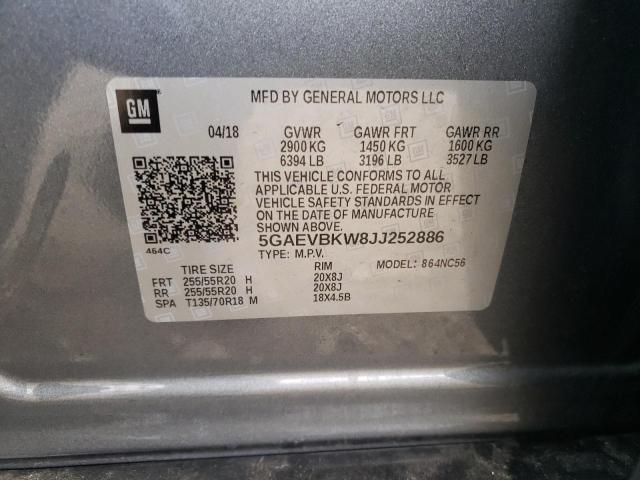 GM
MFD BY GENERAL MOTORS LLC
04/18 GVWR GAWR FRT GAWR RR
2900 KG 1450 KG 1600 KG
6394 LB 3196 LB 3527 LB
THIS VEHICLE CONFORMS TO ALL
APPLICABLE U.S. FEDERAL MOTOR
VEHICLE SAFETY STANDARDS IN EFFECT
ON THE DATE OF MANUFACTURE
SHOWN ABOVE.
464C
5GAEVBKW8JJ252886
TYPE: M.P.V. MODEL: 864NC56
TIRE SIZE RIM
FRT 255/55R20 H 20X8J
RR 255/55R20 H 20X8J
SPA T135/70R18 M 18X4.5B